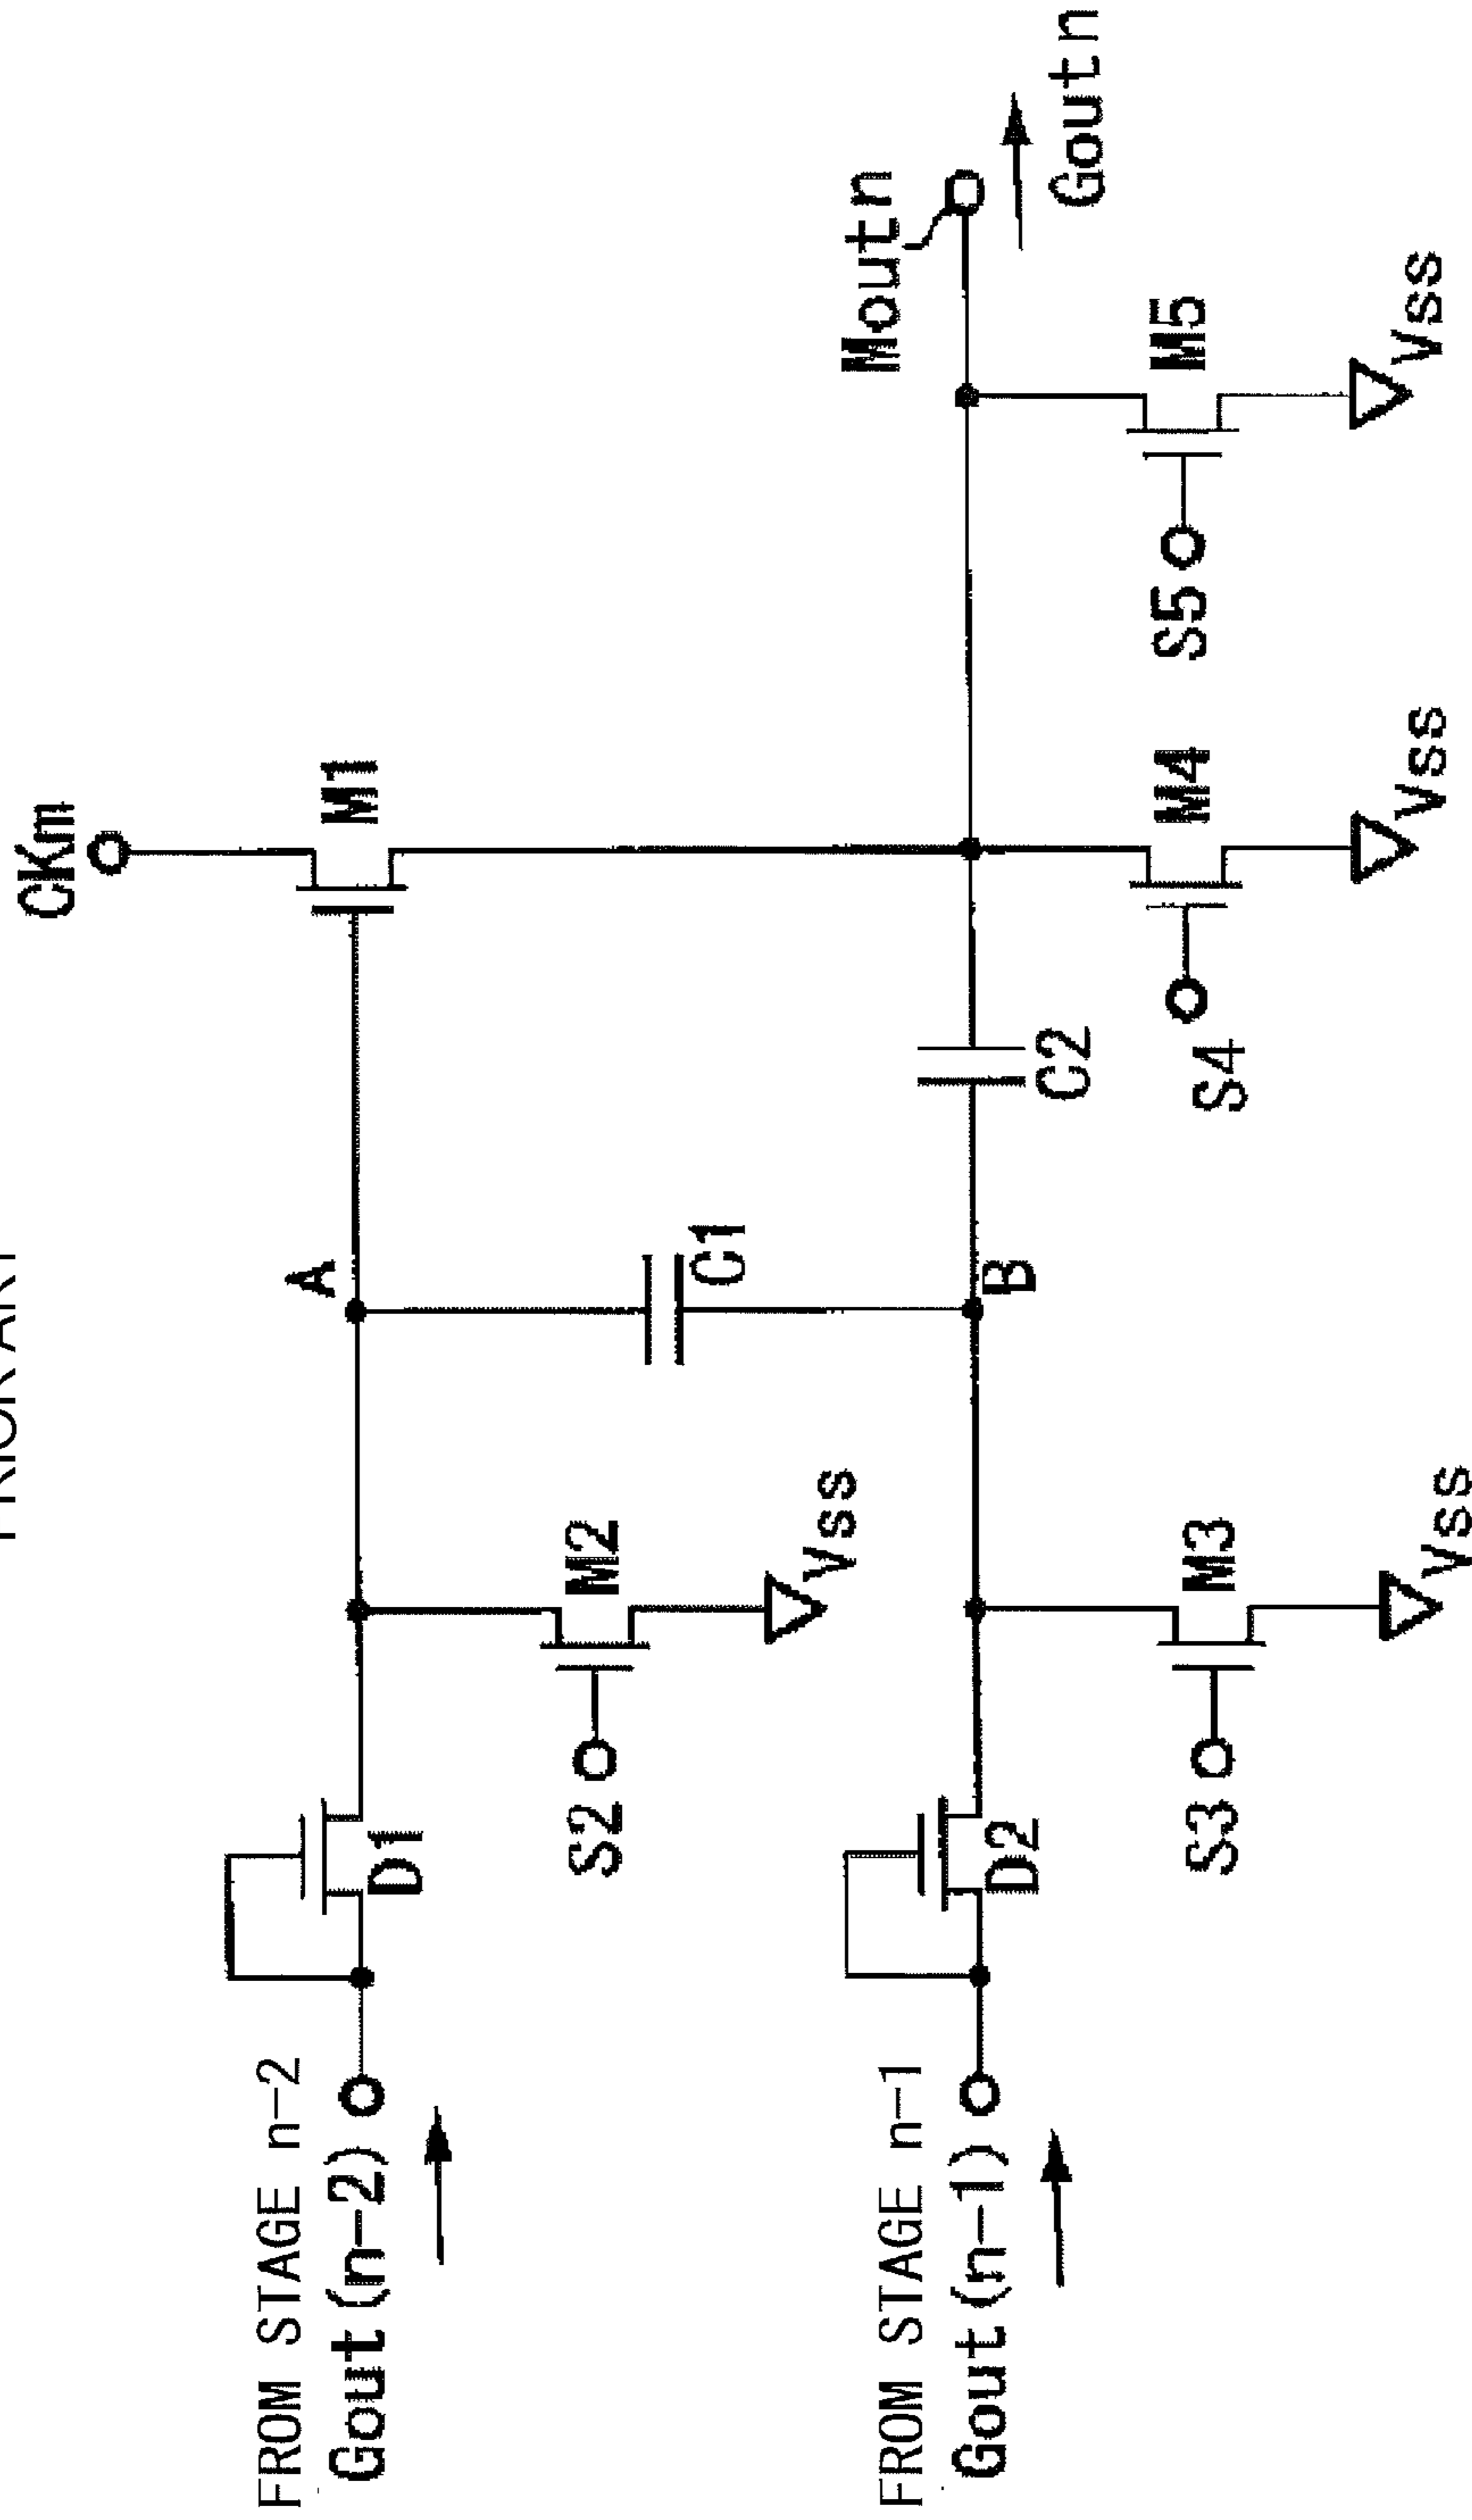 PRIOR ART
CKm
M1
FROM STAGE n-2
Gout(n-2)
D1
A
S2
M2
Vss
C1
Moutn
Goutn
FROM STAGE n-1
Gout(n-1)
D2
B
C2
S3
M3
Vss
S4
M4
Vss
S5
M5
Vss